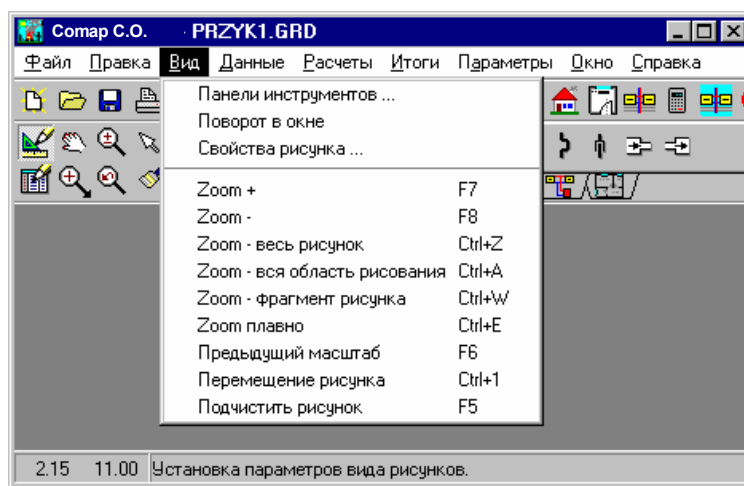 Comap C.O. · PRZYK1.GRD
Файл Правка Вид Данные Расчеты Итоги Параметры Окно Справка
Панели инструментов ...
Поворот в окне
Свойства рисунка ...
Zoom + F7
Zoom - F8
Zoom - весь рисунок Ctrl+Z
Zoom - вся область рисования Ctrl+A
Zoom - фрагмент рисунка Ctrl+W
Zoom плавно Ctrl+E
Предыдущий масштаб F6
Перемещение рисунка Ctrl+1
Подчистить рисунок F5
2.15 11.00 Установка параметров вида рисунков.